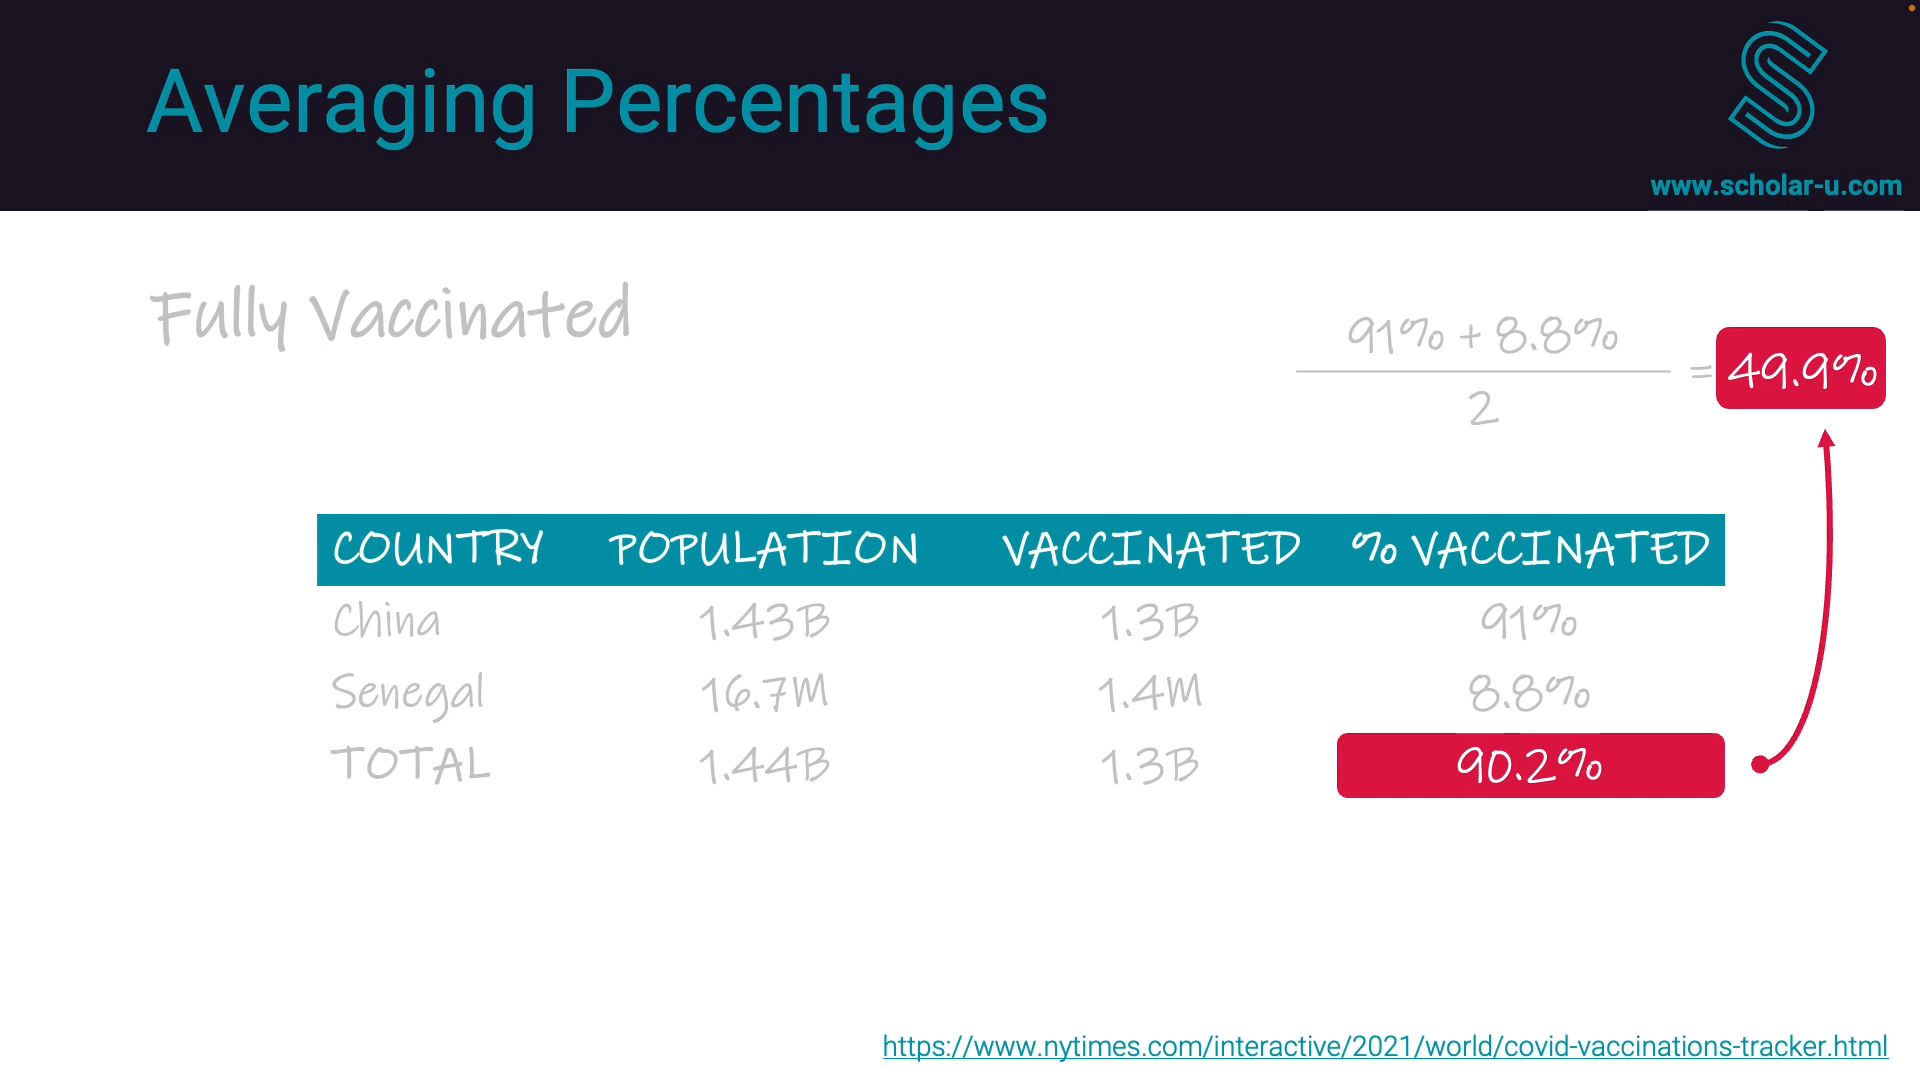 Averaging Percentages
www.scholar-u.com
Fully Vaccinated
91% + 8.8%
2
= 49.9%
COUNTRY POPULATION VACCINATED % VACCINATED
China 1.43B 1.3B 91%
Senegal 16.7M 1.4M 8.8%
TOTAL 1.44B 1.3B 90.2%
https://www.nytimes.com/interactive/2021/world/covid-vaccinations-tracker.html